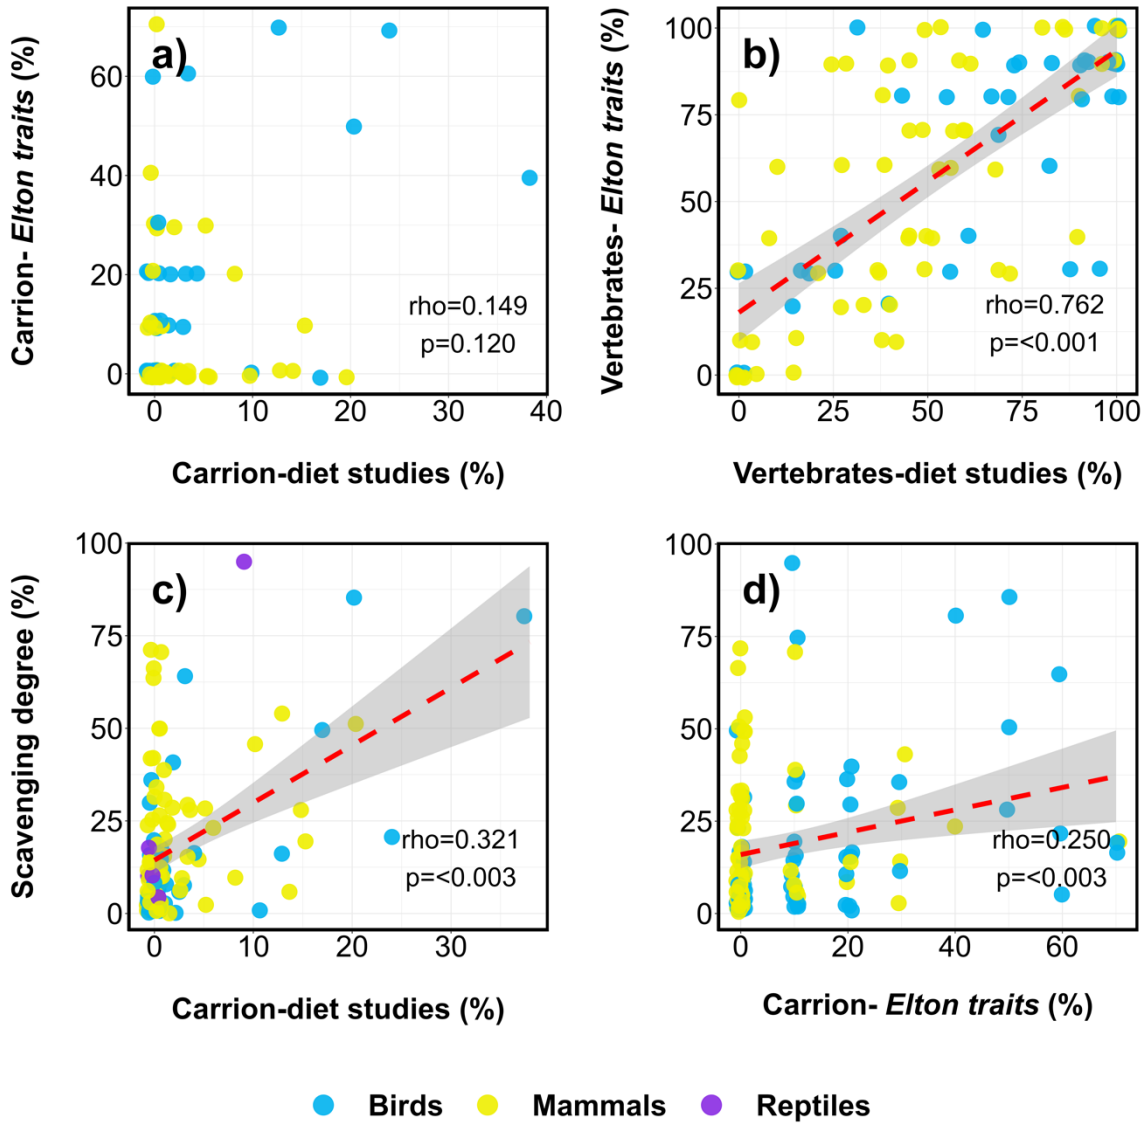 a)
Carrion- Elton traits (%)
60
40
20
0
rho=0.149
p=0.120
0 10 20 30 40
Carrion-diet studies (%)
b)
Vertebrates- Elton traits (%)
100
75
50
25
0
rho=0.762
p=<0.001
0 25 50 75 100
Vertebrates-diet studies (%)
c)
Scavenging degree (%)
100
75
50
25
0
rho=0.321
p=<0.003
0 10 20 30
Carrion-diet studies (%)
d)
100
75
50
25
0
rho=0.250
p=<0.003
0 20 40 60
Carrion- Elton traits (%)
Birds Mammals Reptiles